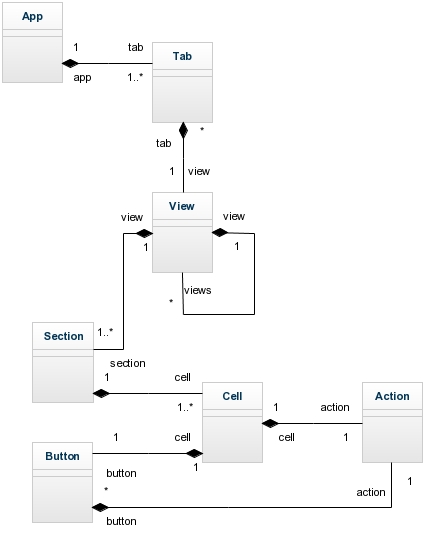 App
1
tab
app
1..*
Tab
*
tab
1
view
View
view
view
1
1
views
*
1..*
Section
section
1
cell
1..*
Cell
Action
1
action
1
cell
cell
1
Button
button
1
*
1
action
button